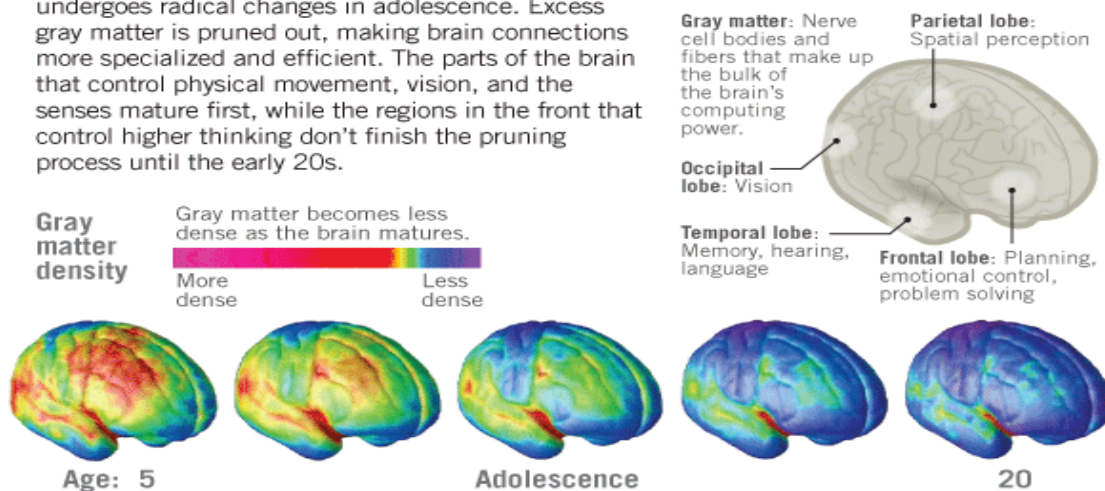 undergoes radical changes in adolescence. Excess
gray matter is pruned out, making brain connections
more specialized and efficient. The parts of the brain
that control physical movement, vision, and the
senses mature first, while the regions in the front that
control higher thinking don’t finish the pruning
process until the early 20s.
Gray matter: Nerve
cell bodies and
fibers that make up
the bulk of
the brain’s
computing
power.
Parietal lobe:
Spatial perception
Occipital
lobe: Vision
Temporal lobe:
Memory, hearing,
language
Frontal lobe: Planning,
emotional control,
problem solving
Gray
matter
density
Gray matter becomes less
dense as the brain matures.
More
dense
Less
dense
Age: 5
Adolescence
20